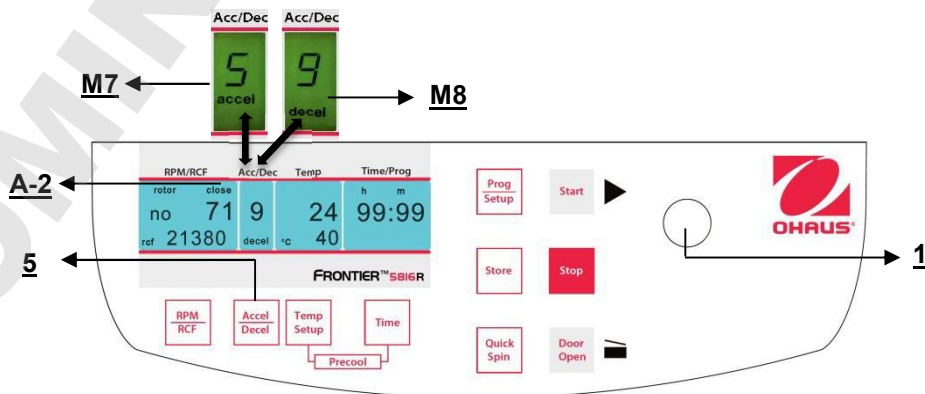 Acc/Dec Acc/Dec
5 9
accel decel
M7 M8
RPM/RCF Acc/Dec Temp Time/Prog
rotor close h m
no 71 9 24 99:99
rcf 21380 decel °C 40
A-2
5
FRONTIER™ 5816R
RPM
RCF
Accel
Decel
Temp
Setup
Time
Precool
Prog
Setup
Start
Store
Stop
Quick
Spin
Door
Open
OHAUS®
1